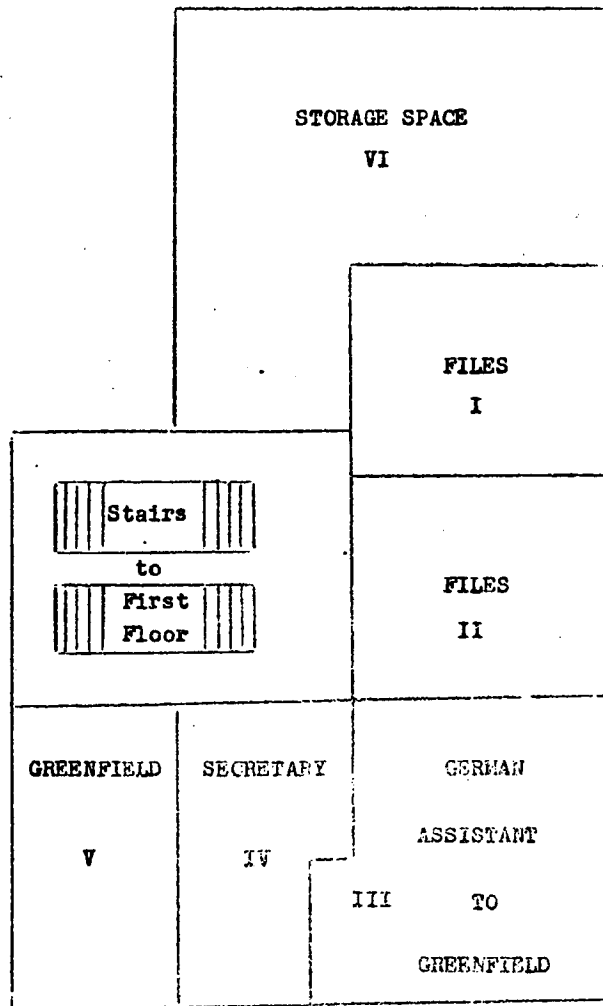 STORAGE SPACE
VI
FILES
I
Stairs
to
First
Floor
FILES
II
GREENFIELD
V
SECRETARY
IV
GERMAN
ASSISTANT
III TO
GREENFIELD